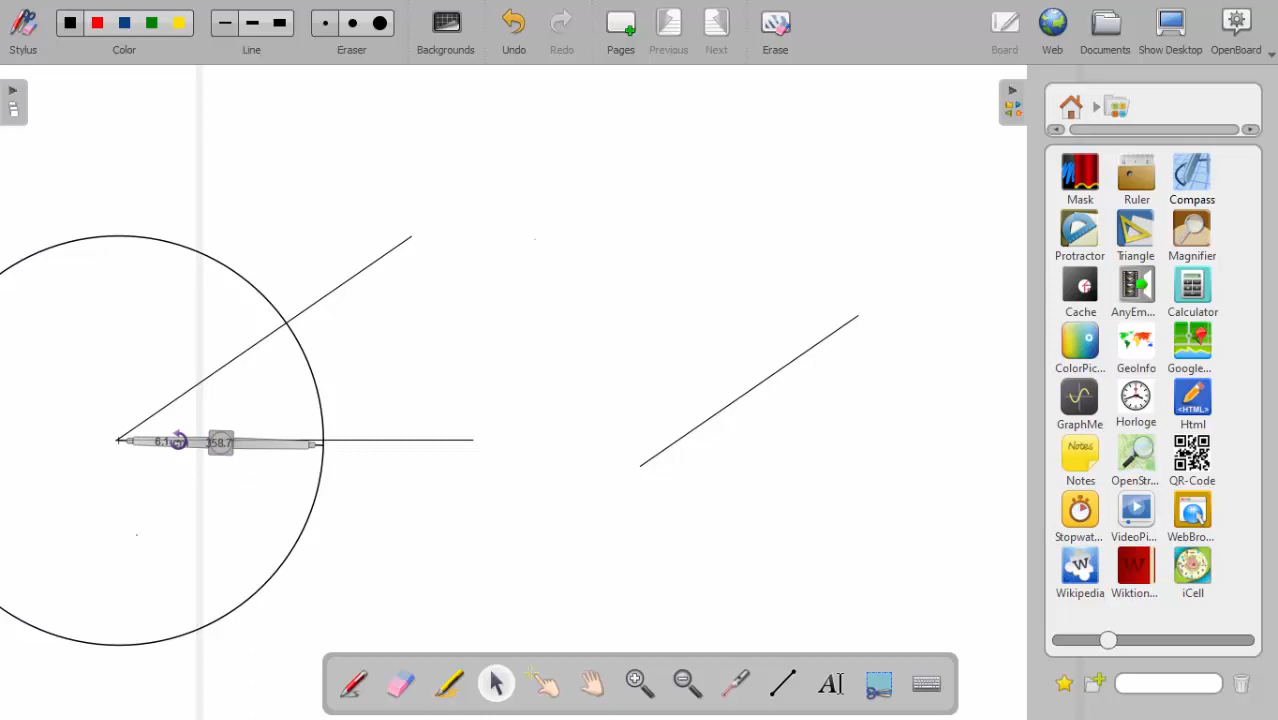 Stylus
Color
Line
Eraser
Backgrounds
Undo
Redo
Pages
Previous
Next
Erase
Board
Web
Documents
Show Desktop
OpenBoard
Mask
Ruler
Compass
Protractor
Triangle
Magnifier
Cache
AnyEm...
Calculator
ColorPic...
GeoInfo
Google...
GraphMe
Horloge
Html
Notes
OpenStr...
QR-Code
Stopwat...
VideoPi...
WebBro...
Wikipedia
Wiktion...
iCell
358.7